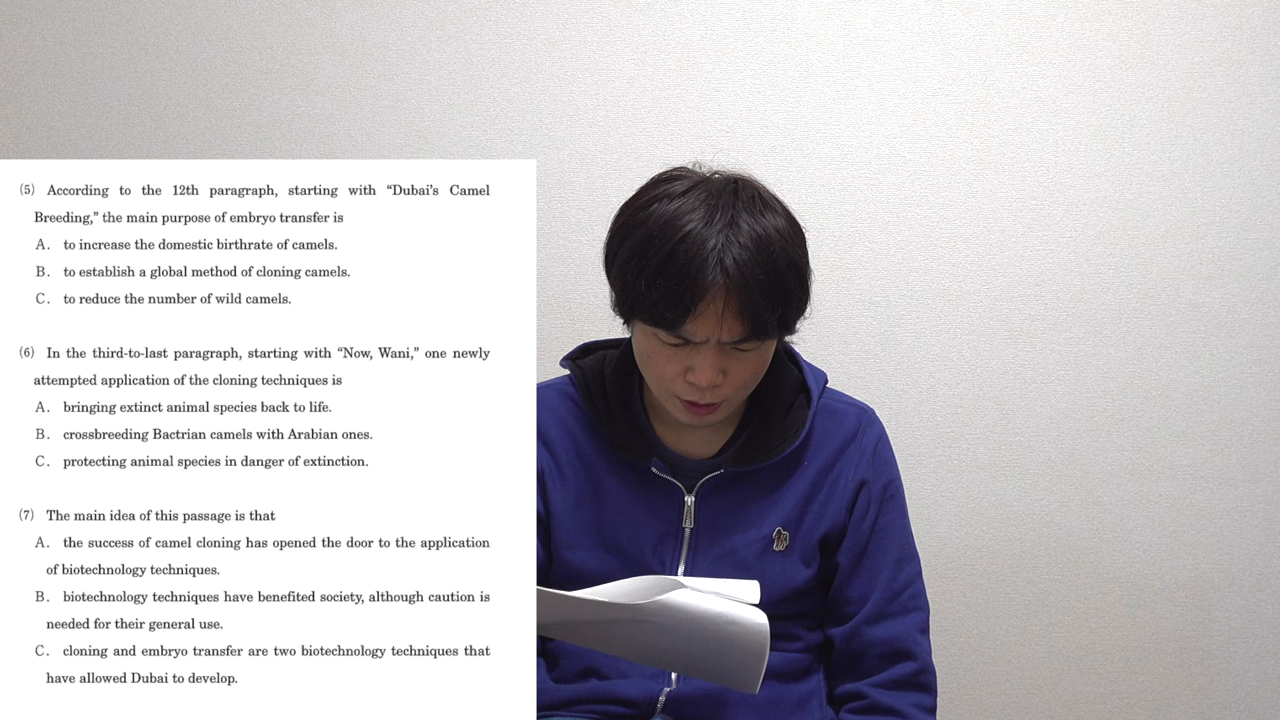 (5) According to the 12th paragraph, starting with “Dubai’s Camel
Breeding,” the main purpose of embryo transfer is
A. to increase the domestic birthrate of camels.
B. to establish a global method of cloning camels.
C. to reduce the number of wild camels.
(6) In the third-to-last paragraph, starting with “Now, Wani,” one newly
attempted application of the cloning techniques is
A. bringing extinct animal species back to life.
B. crossbreeding Bactrian camels with Arabian ones.
C. protecting animal species in danger of extinction.
(7) The main idea of this passage is that
A. the success of camel cloning has opened the door to the application
of biotechnology techniques.
B. biotechnology techniques have benefited society, although caution is
needed for their general use.
C. cloning and embryo transfer are two biotechnology techniques that
have allowed Dubai to develop.